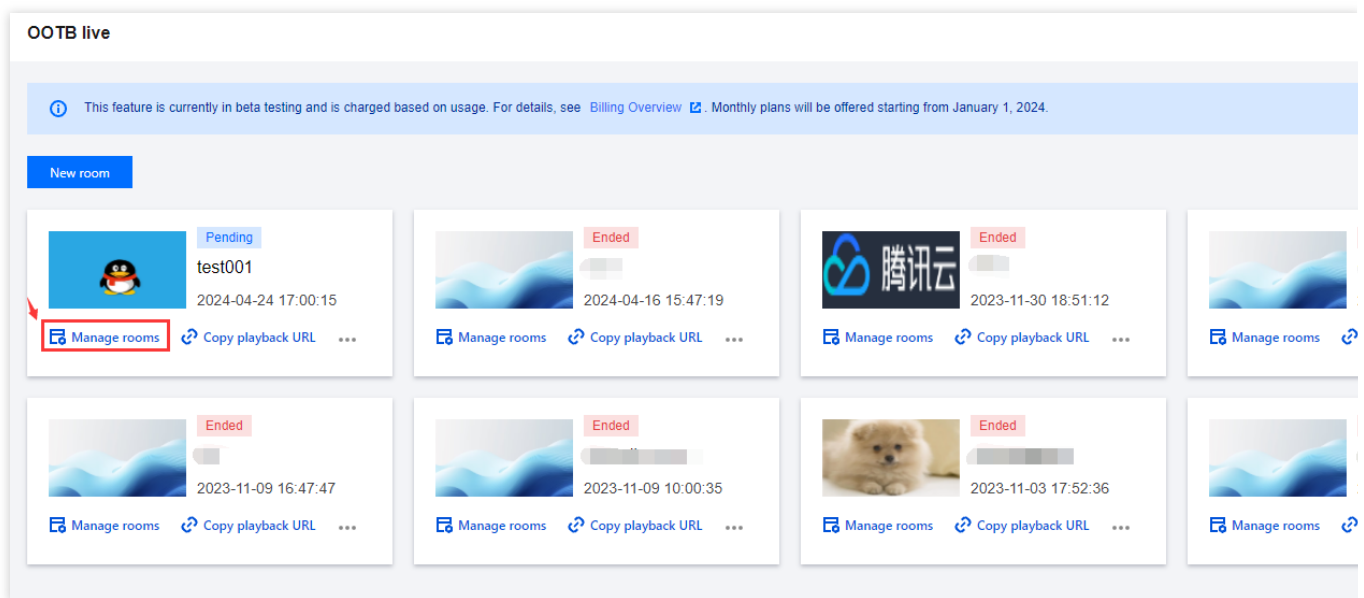 OOTB live
This feature is currently in beta testing and is charged based on usage. For details, see Billing Overview . Monthly plans will be offered starting from January 1, 2024.
New room
Pending
test001
2024-04-24 17:00:15
Manage rooms Copy playback URL ...
Ended
2024-04-16 15:47:19
Manage rooms Copy playback URL ...
腾讯云
Ended
2023-11-30 18:51:12
Manage rooms Copy playback URL ...
Manage rooms
Ended
2023-11-09 16:47:47
Manage rooms Copy playback URL ...
Ended
2023-11-09 10:00:35
Manage rooms Copy playback URL ...
Ended
2023-11-03 17:52:36
Manage rooms Copy playback URL ...
Manage rooms